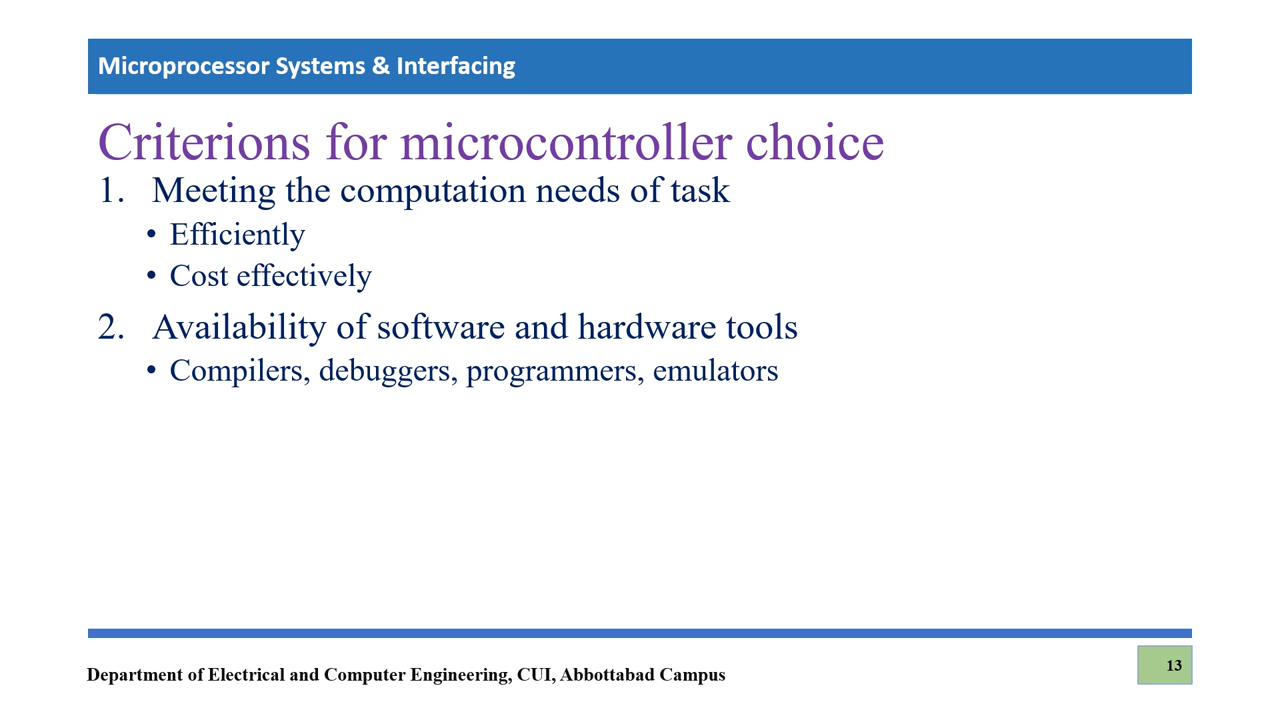 Microprocessor Systems & Interfacing
Criterions for microcontroller choice
1. Meeting the computation needs of task
• Efficiently
• Cost effectively
2. Availability of software and hardware tools
• Compilers, debuggers, programmers, emulators
Department of Electrical and Computer Engineering, CUI, Abbottabad Campus
13